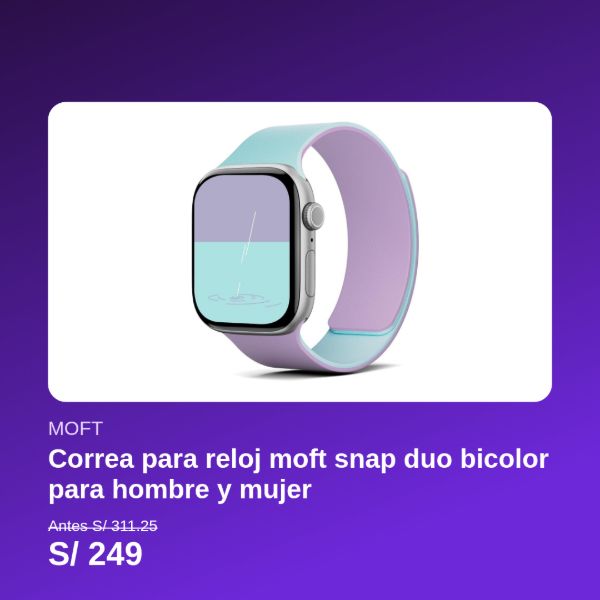 MOFT
Correa para reloj moft snap duo bicolor
para hombre y mujer
Antes S/ 311.25
S/ 249